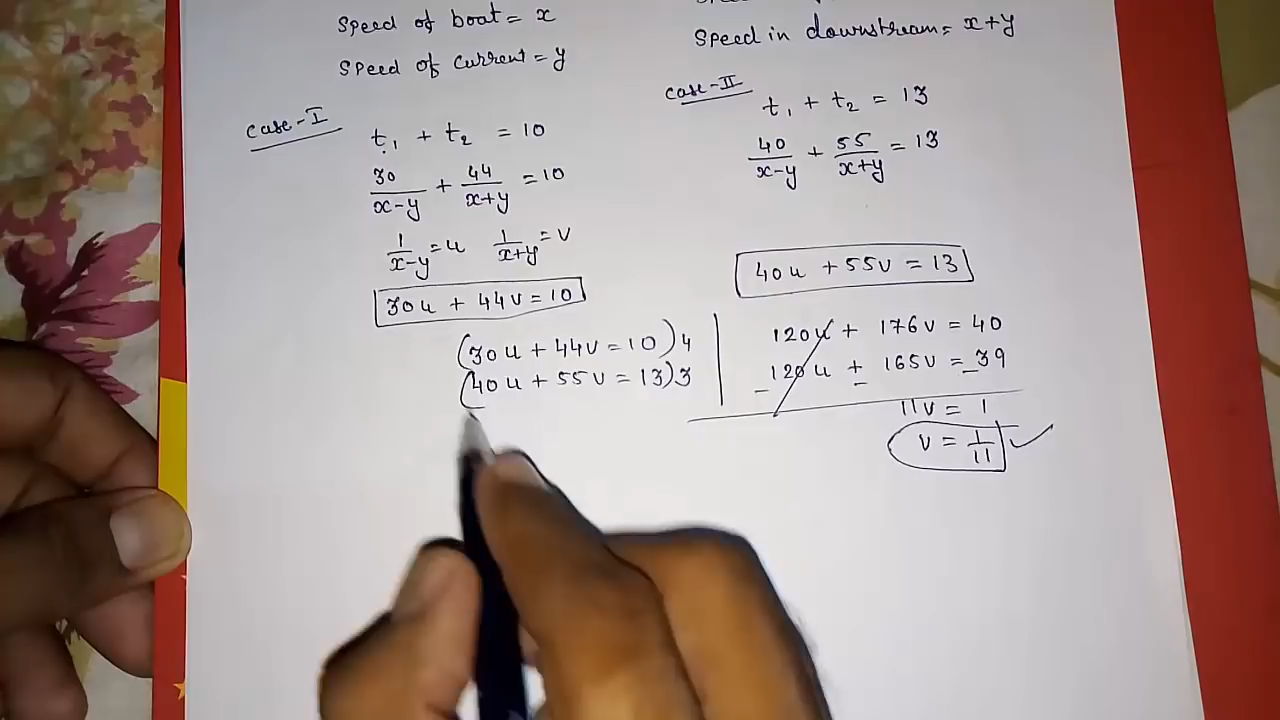 Speed of boat = x
Speed of current = y
Speed in downstream = x+y
Case-I
t₁ + t₂ = 10
30/x-y + 44/x+y = 10
1/x-y = u 1/x+y = v
30u + 44v = 10
Case-II
t₁ + t₂ = 13
40/x-y + 55/x+y = 13
40u + 55v = 13
(30u + 44v = 10)4
(40u + 55v = 13)3
120u + 176v = 40
120u + 165v = 39
- - -
11v = 1
v = 1/11 ✓